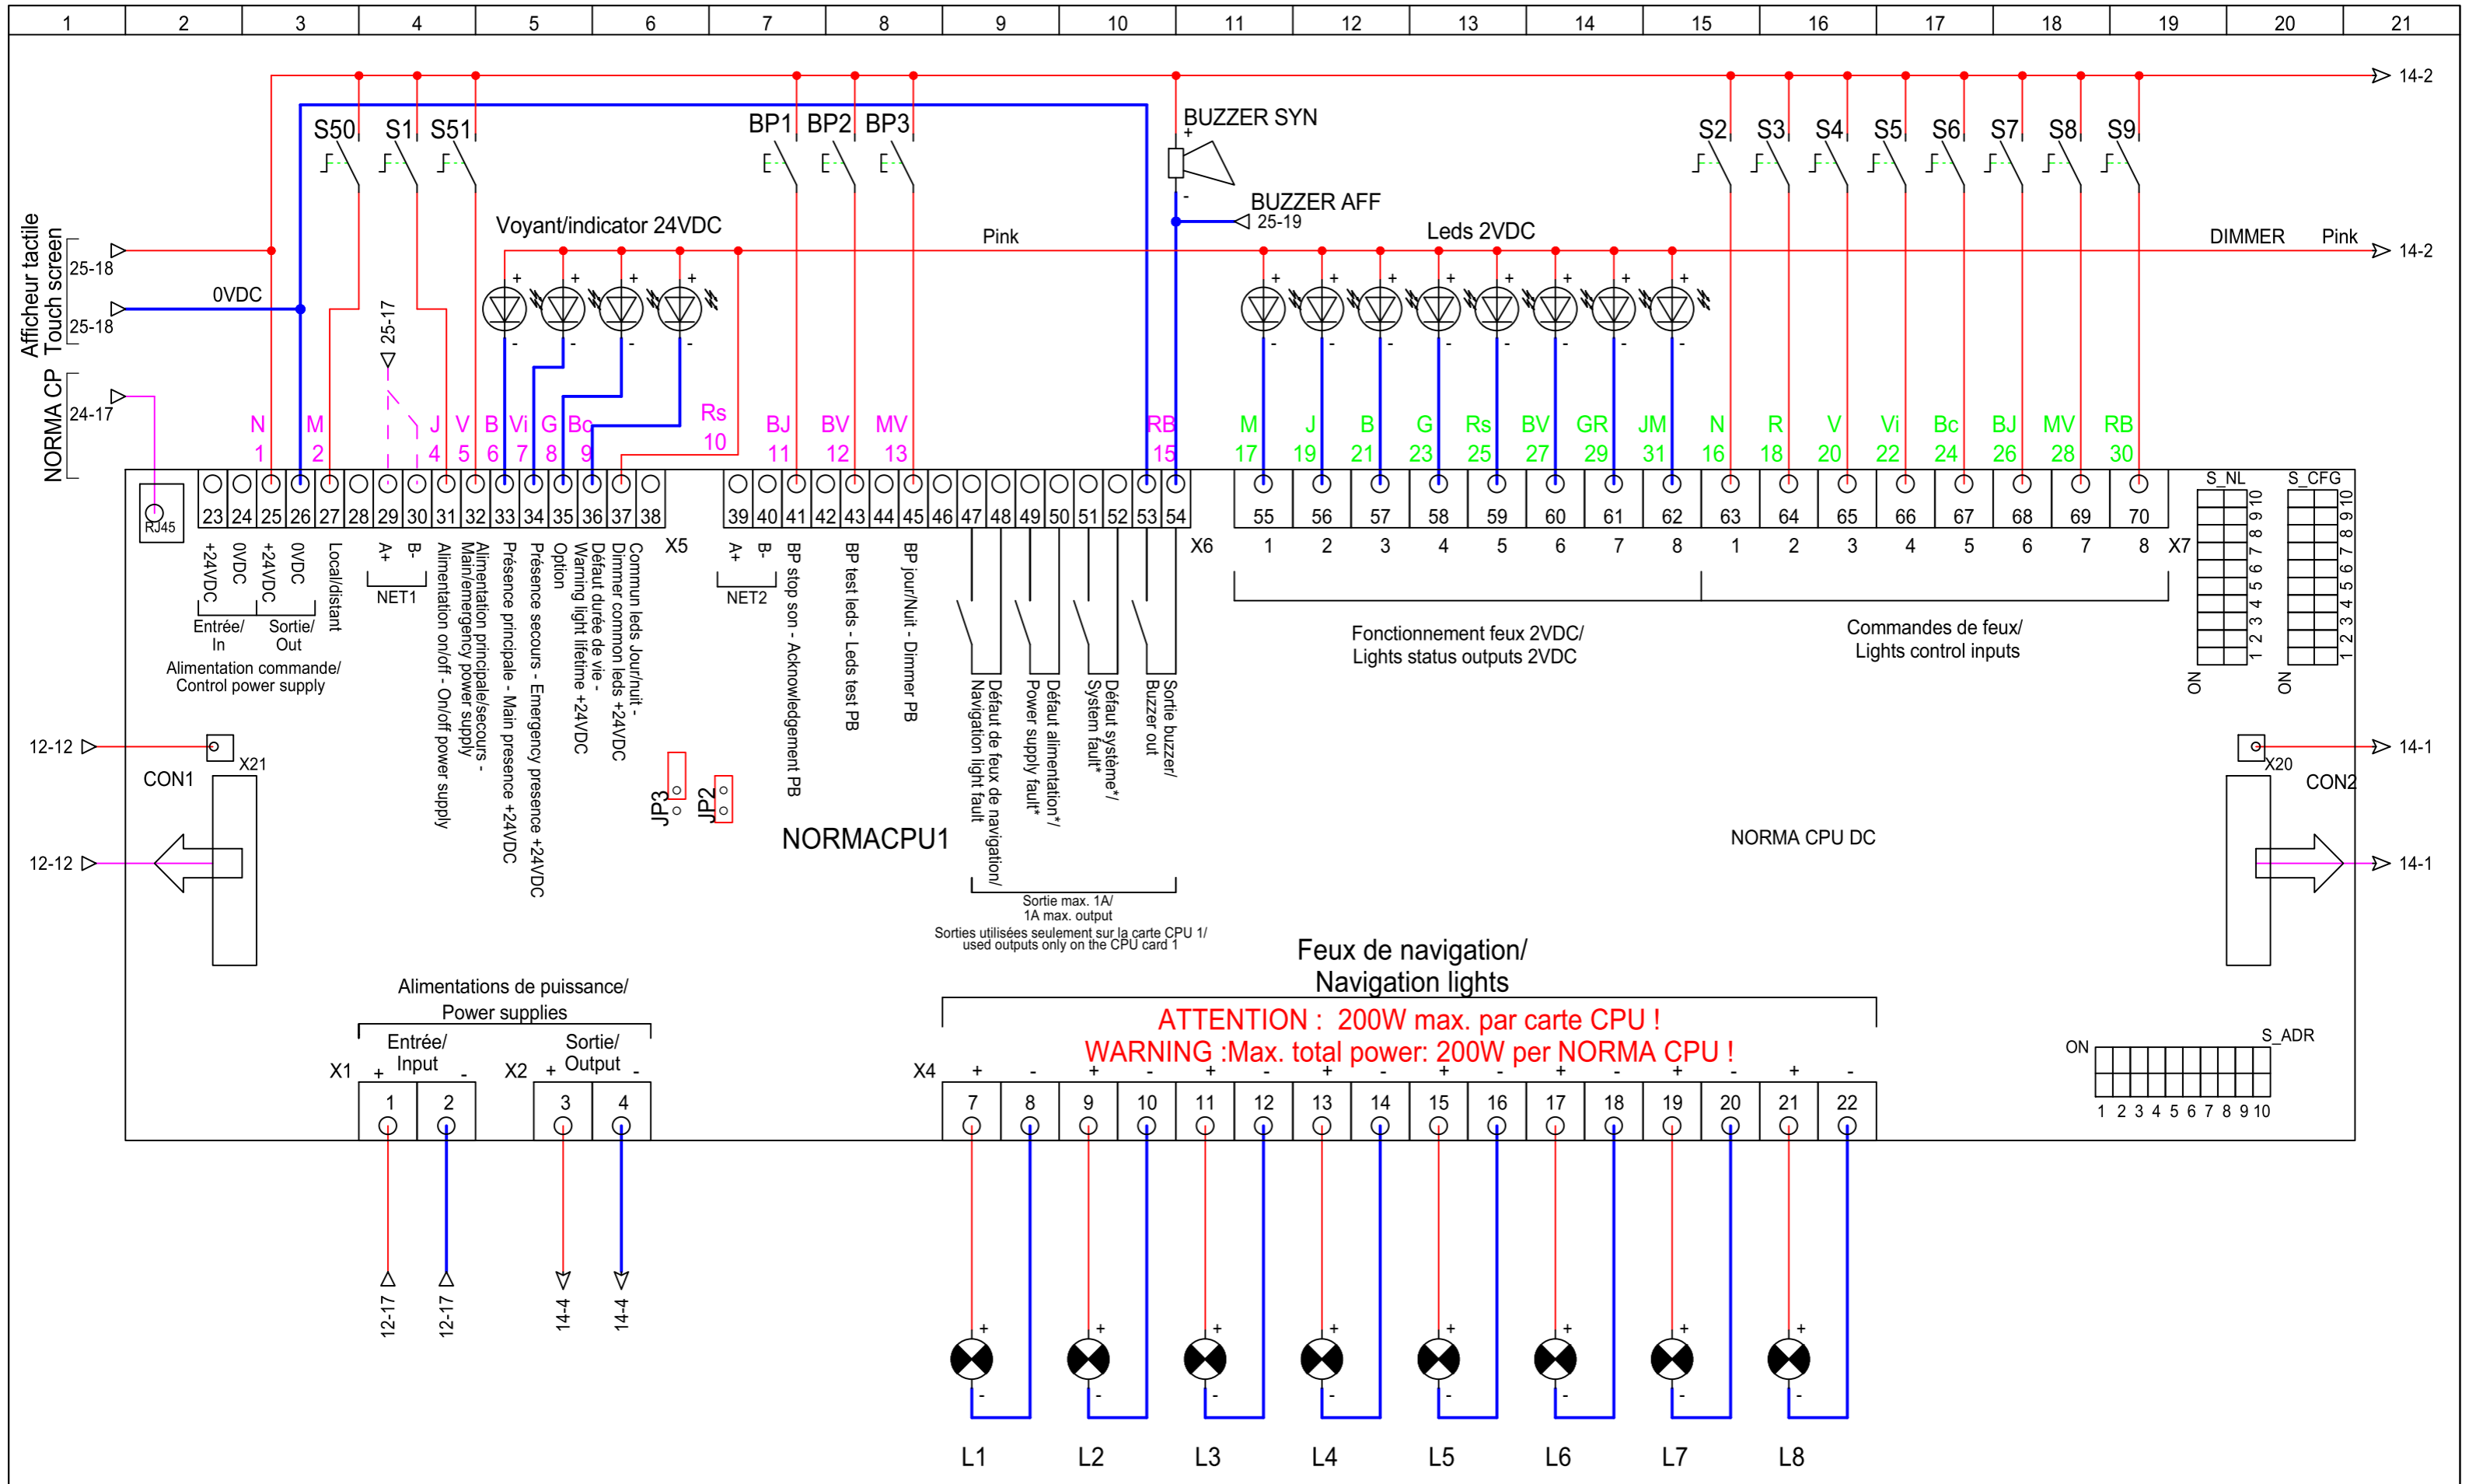 1 2 3 4 5 6 7 8 9 10 11 12 13 14 15 16 17 18 19 20 21
14-2
S50 S1 S51 BP1 BP2 BP3 BUZZER SYN S2 S3 S4 S5 S6 S7 S8 S9
+
-
BUZZER AFF
25-19
Afficheur tactile
Touch screen
25-18
25-18
0VDC
25-17
Voyant/indicator 24VDC
Pink
Leds 2VDC
DIMMER Pink
14-2
+ + + + + + + + + + + +
- - - - - - - - - - - -
NORMA CP
24-17
N M J V B Vi G Bc Rs BJ BV MV RB M J B G Rs BV GR JM N R V Vi Bc BJ MV RB
1 2 4 5 6 7 8 9 10 11 12 13 15 17 19 21 23 25 27 29 31 16 18 20 22 24 26 28 30
RJ45
23 24 25 26 27 28 29 30 31 32 33 34 35 36 37 38
X5
39 40 41 42 43 44 45 46 47 48 49 50 51 52 53 54
X6
55 56 57 58 59 60 61 62 63 64 65 66 67 68 69 70
1 2 3 4 5 6 7 8 1 2 3 4 5 6 7 8 X7
S_NL
1 2 3 4 5 6 7 8 9 10
ON
S_CFG
1 2 3 4 5 6 7 8 9 10
ON
+24VDC
0VDC
+24VDC
0VDC
Entrée/
In
Sortie/
Out
Alimentation commande/
Control power supply
Local/distant
A+
B-
NET1
Alimentation on/off - On/off power supply
Alimentation principale/secours -
Main/emergency power supply
Présence principale - Main presence +24VDC
Présence secours - Emergency presence +24VDC
Option
Défaut durée de vie -
Warning light lifetime +24VDC
Commun leds Jour/nuit -
Dimmer common leds +24VDC
A+
B-
NET2
BP stop son - Acknowledgement PB
BP test leds - Leds test PB
BP jour/Nuit - Dimmer PB
Défaut de feux de navigation/
Navigation light fault
Défaut alimentation*/
Power supply fault*
Défaut système*/
System fault*
Sortie buzzer/
Buzzer out
Fonctionnement feux 2VDC/
Lights status outputs 2VDC
Commandes de feux/
Lights control inputs
12-12
X21
CON1
12-12
JP3
JP2
NORMACPU1
NORMA CPU DC
X20
CON2
14-1
14-1
Sortie max. 1A/
1A max. output
Sorties utilisées seulement sur la carte CPU 1/
used outputs only on the CPU card 1
Alimentations de puissance/
Power supplies
Entrée/
Input
Sortie/
Output
X1 + - X2 + -
1 2 3 4
12-17
12-17
14-4
14-4
Feux de navigation/
Navigation lights
ATTENTION : 200W max. par carte CPU !
WARNING :Max. total power: 200W per NORMA CPU !
X4 + - + - + - + - + - + - + - + -
7 8 9 10 11 12 13 14 15 16 17 18 19 20 21 22
S_ADR
ON
1 2 3 4 5 6 7 8 9 10
+ + + + + + + +
- - - - - - - -
L1 L2 L3 L4 L5 L6 L7 L8